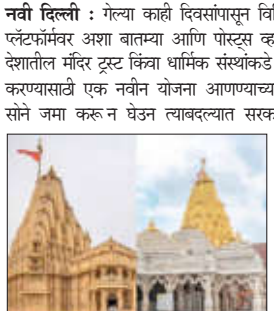 नवी दिल्ली : गेल्या काही दिवसांपासून वि
प्लॅटफॉर्मवर अशा बातम्या आणि पोस्ट्स व्ह
देशातील मंदिर ट्रस्ट किंवा धार्मिक संस्थांकडे
करण्यासाठी एक नवीन योजना आणण्याच्य
सोने जमा करून घेउन त्याबदल्यात सरक